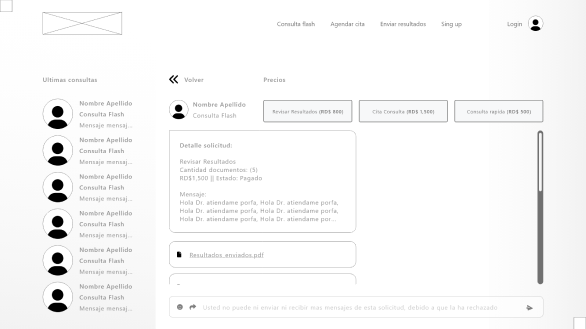 Consulta flash
Agendar cita
Enviar resultados
Sing up
Login
Ultimas consultas
Volver
Precios
Nombre Apellido
Consulta Flash
Mensaje mensaj...
Nombre Apellido
Consulta Flash
Mensaje mensaj...
Nombre Apellido
Consulta Flash
Mensaje mensaj...
Nombre Apellido
Consulta Flash
Mensaje mensaj...
Nombre Apellido
Consulta Flash
Mensaje mensaj...
Nombre Apellido
Consulta Flash
Mensaje mensaj...
Nombre Apellido
Consulta Flash
Revisar Resultados (RD$ 800)
Cita Consulta (RD$ 1,500)
Consulta rapida (RD$ 500)
Detalle solicitud:
Revisar Resultados
Cantidad documentos: (5)
RD$1,500 || Estado: Pagado
Mensaje:
Hola Dr. atiendame porfa, Hola Dr. atiendame porfa,
Hola Dr. atiendame porfa, Hola Dr. atiendame porfa,
Hola Dr. atiendame porfa, Hola Dr. atiendame por...
Resultados_enviados.pdf
Usted no puede ni enviar ni recibir mas mensajes de esta solicitud, debido a que la ha rechazado